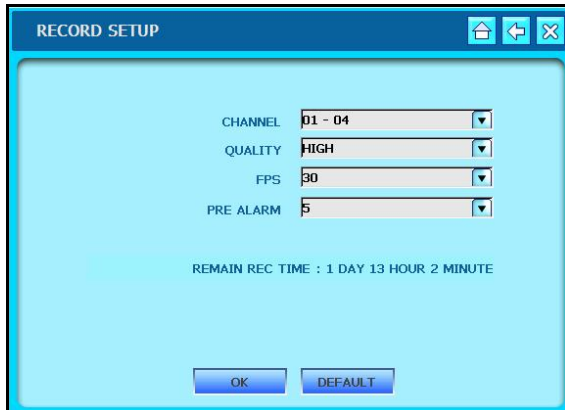 RECORD SETUP
CHANNEL 01 - 04
QUALITY HIGH
FPS 30
PRE ALARM 5
REMAIN REC TIME : 1 DAY 13 HOUR 2 MINUTE
OK DEFAULT